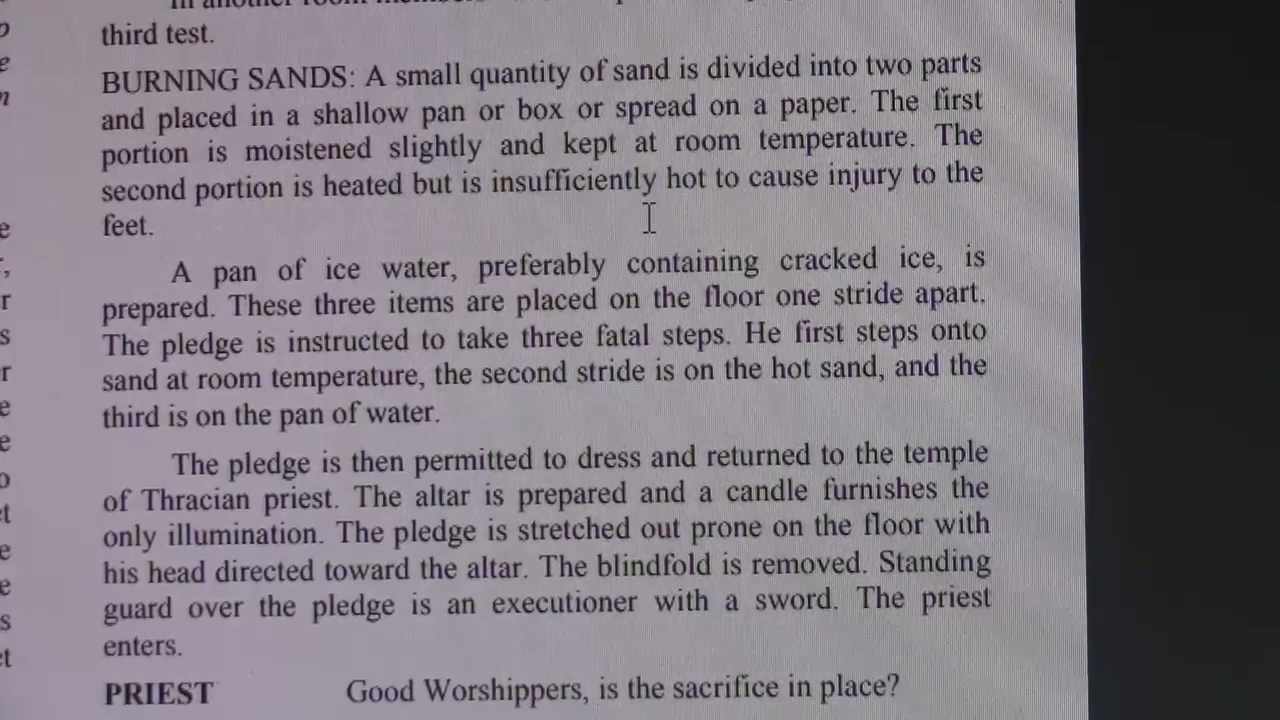 third test.
BURNING SANDS: A small quantity of sand is divided into two parts
and placed in a shallow pan or box or spread on a paper. The first
portion is moistened slightly and kept at room temperature. The
second portion is heated but is insufficiently hot to cause injury to the
feet.
A pan of ice water, preferably containing cracked ice, is
prepared. These three items are placed on the floor one stride apart.
The pledge is instructed to take three fatal steps. He first steps onto
sand at room temperature, the second stride is on the hot sand, and the
third is on the pan of water.
The pledge is then permitted to dress and returned to the temple
of Thracian priest. The altar is prepared and a candle furnishes the
only illumination. The pledge is stretched out prone on the floor with
his head directed toward the altar. The blindfold is removed. Standing
guard over the pledge is an executioner with a sword. The priest
enters.
PRIEST Good Worshippers, is the sacrifice in place?